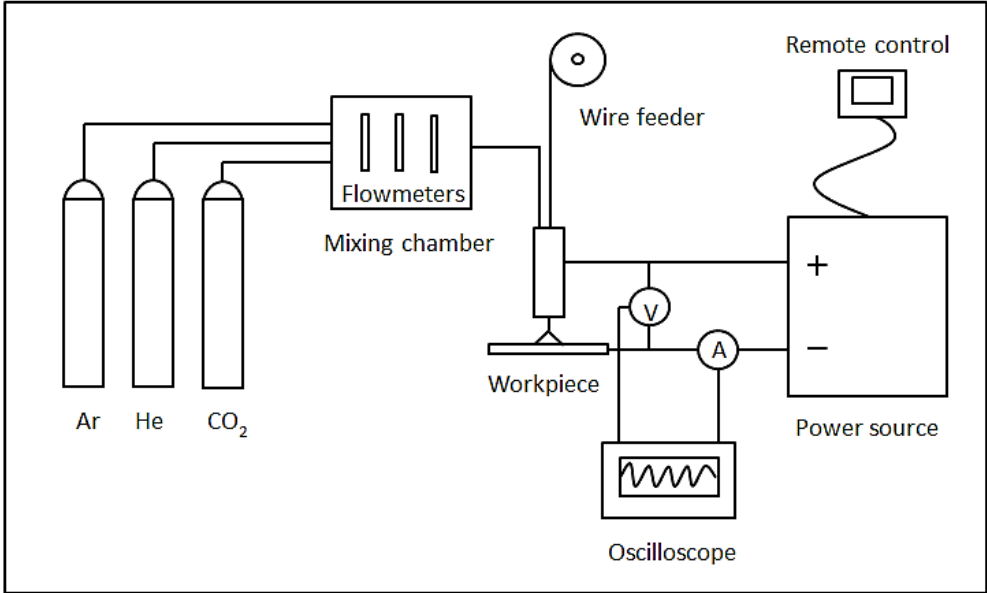 Remote control
Wire feeder
Flowmeters
Mixing chamber
+
V
A
−
Workpiece
Ar
He
CO₂
Power source
Oscilloscope